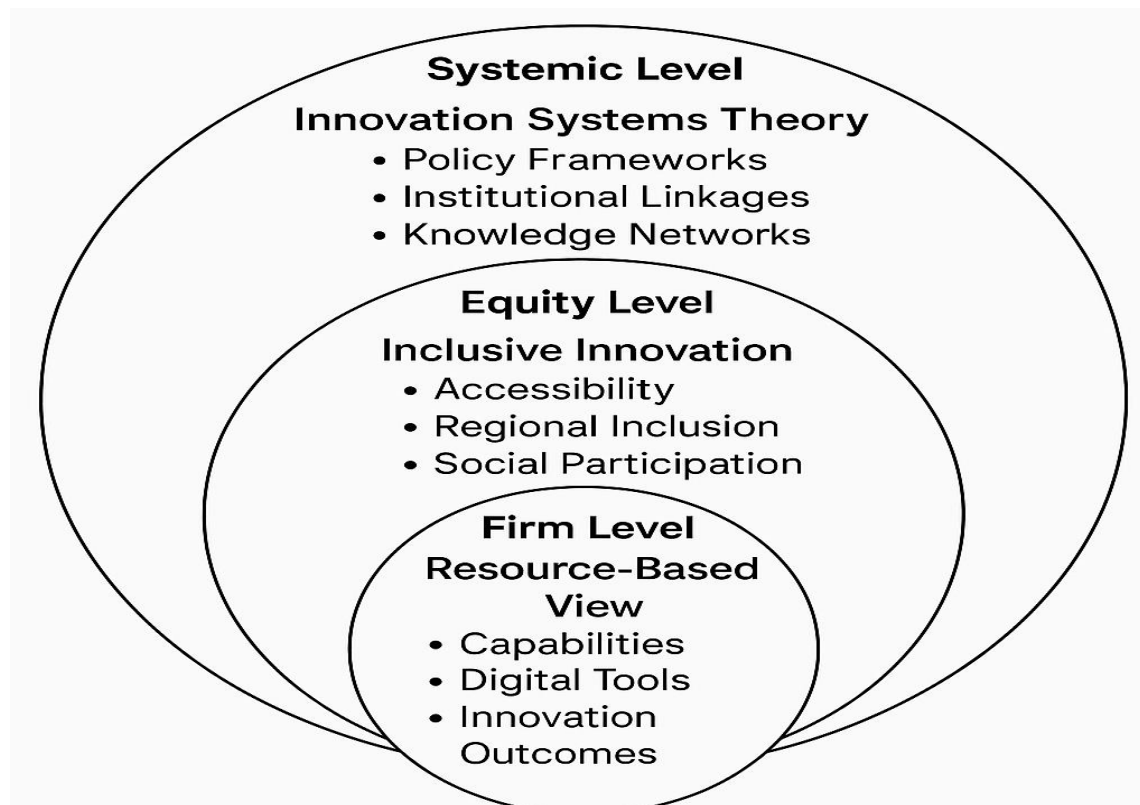 Systemic Level
Innovation Systems Theory
• Policy Frameworks
• Institutional Linkages
• Knowledge Networks
Equity Level
Inclusive Innovation
• Accessibility
• Regional Inclusion
• Social Participation
Firm Level
Resource-Based
View
• Capabilities
• Digital Tools
• Innovation
Outcomes